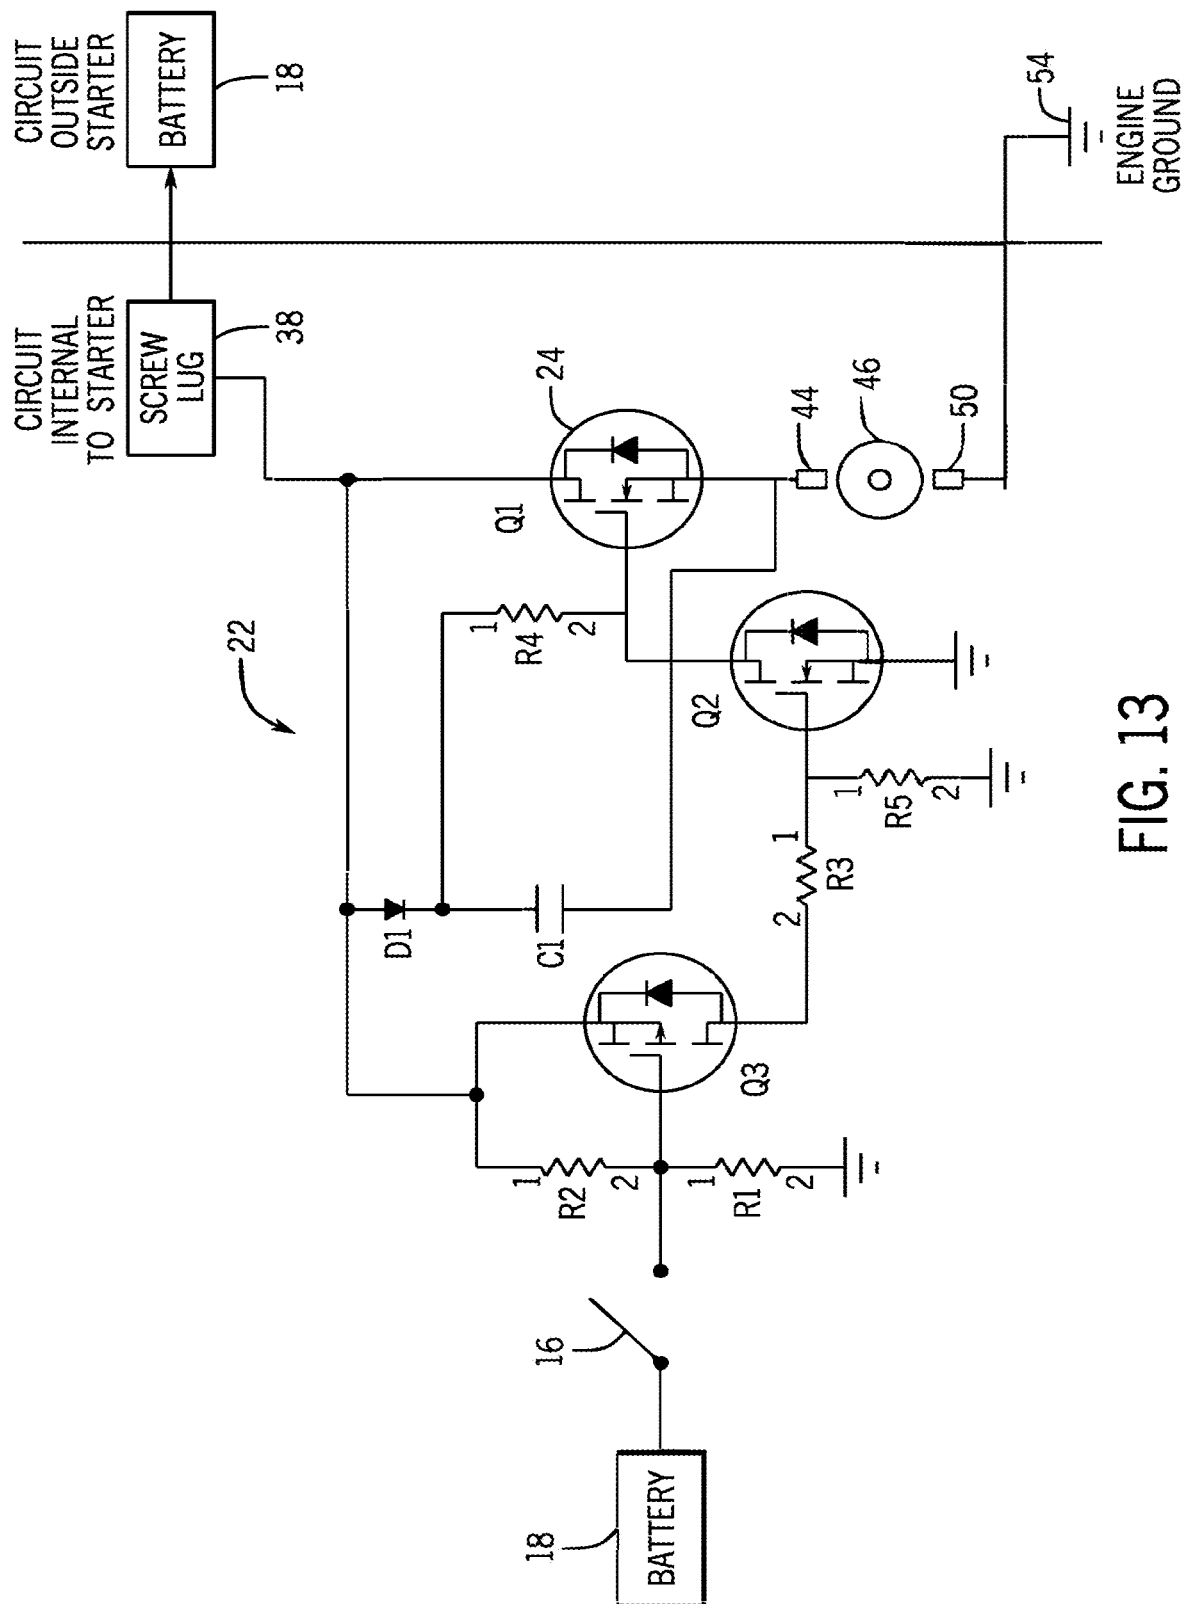 CIRCUIT
INTERNAL
TO STARTER
CIRCUIT
OUTSIDE
STARTER
SCREW
LUG
BATTERY
38
18
22
D1
C1
1
R4
2
Q1
24
1
R2
2
1
R1
2
Q3
16
18
BATTERY
2
R3
1
1
R5
2
Q2
44
46
50
54
ENGINE
GROUND
FIG. 13